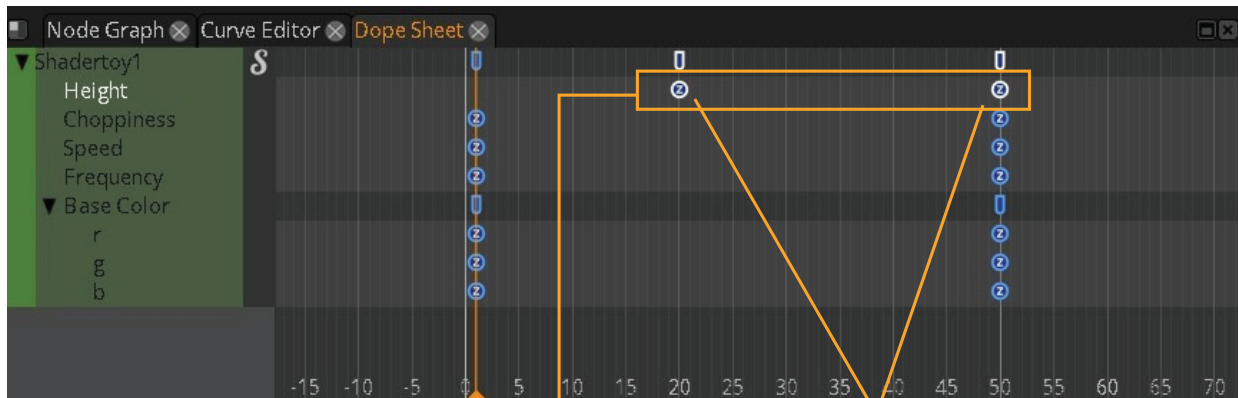 Node Graph Curve Editor Dope Sheet
Shadertoy1 S
Height Z Z
Choppiness Z Z
Speed Z Z
Frequency Z Z
Base Color
r Z Z
g Z Z
b Z Z
-15 -10 -5 0 5 10 15 20 25 30 35 40 45 50 55 60 65 70